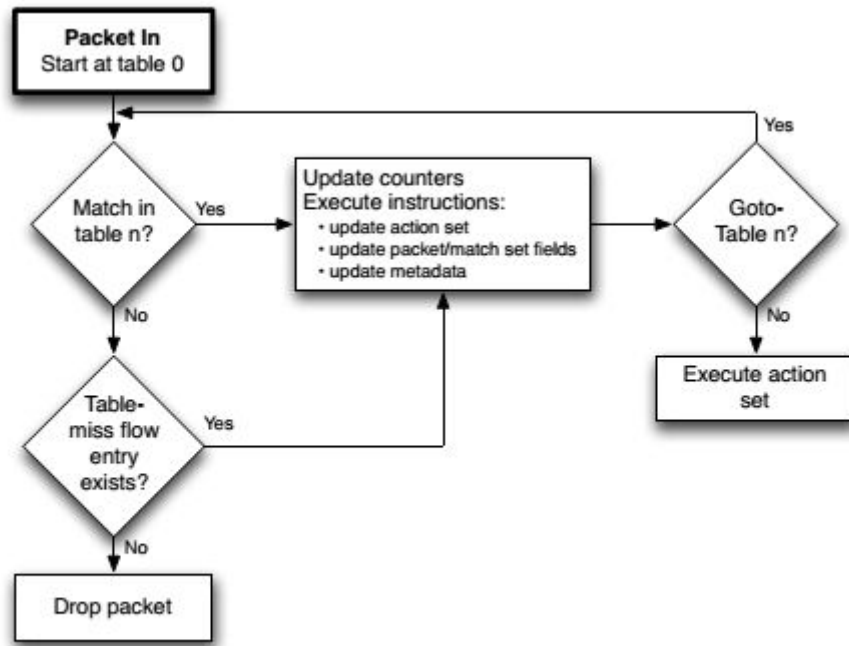 Packet In
Start at table 0
Yes
Match in
table n?
Yes
Update counters
Execute instructions:
• update action set
• update packet/match set fields
• update metadata
Goto-
Table n?
No
No
Table-
miss flow
entry
exists?
Yes
Execute action
set
No
Drop packet